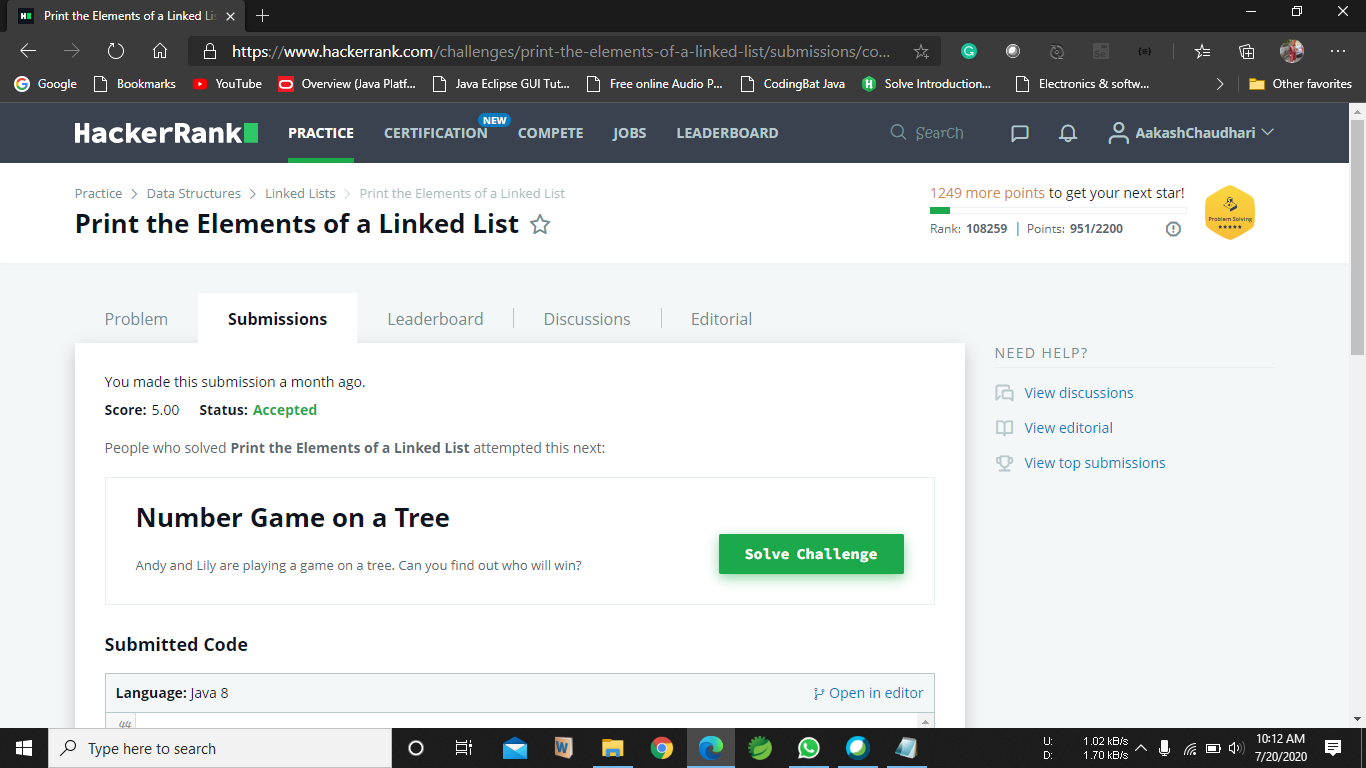 Print the Elements of a Linked Lis
https://www.hackerrank.com/challenges/print-the-elements-of-a-linked-list/submissions/co...
Google Bookmarks YouTube Overview (Java Platf... Java Eclipse GUI Tut... Free online Audio P... CodingBat Java Solve Introduction... Electronics & softw... Other favorites
HackerRank PRACTICE CERTIFICATION NEW COMPETE JOBS LEADERBOARD Search AakashChaudhari
Practice > Data Structures > Linked Lists > Print the Elements of a Linked List
Print the Elements of a Linked List
1249 more points to get your next star!
Rank: 108259 | Points: 951/2200
Problem Solving
Problem Submissions Leaderboard Discussions Editorial
You made this submission a month ago.
Score: 5.00 Status: Accepted
People who solved Print the Elements of a Linked List attempted this next:
Number Game on a Tree
Andy and Lily are playing a game on a tree. Can you find out who will win?
Solve Challenge
Submitted Code
Language: Java 8 Open in editor
44
NEED HELP?
View discussions
View editorial
View top submissions
Type here to search
U: 1.02 kB/s
D: 1.70 kB/s
10:12 AM
7/20/2020